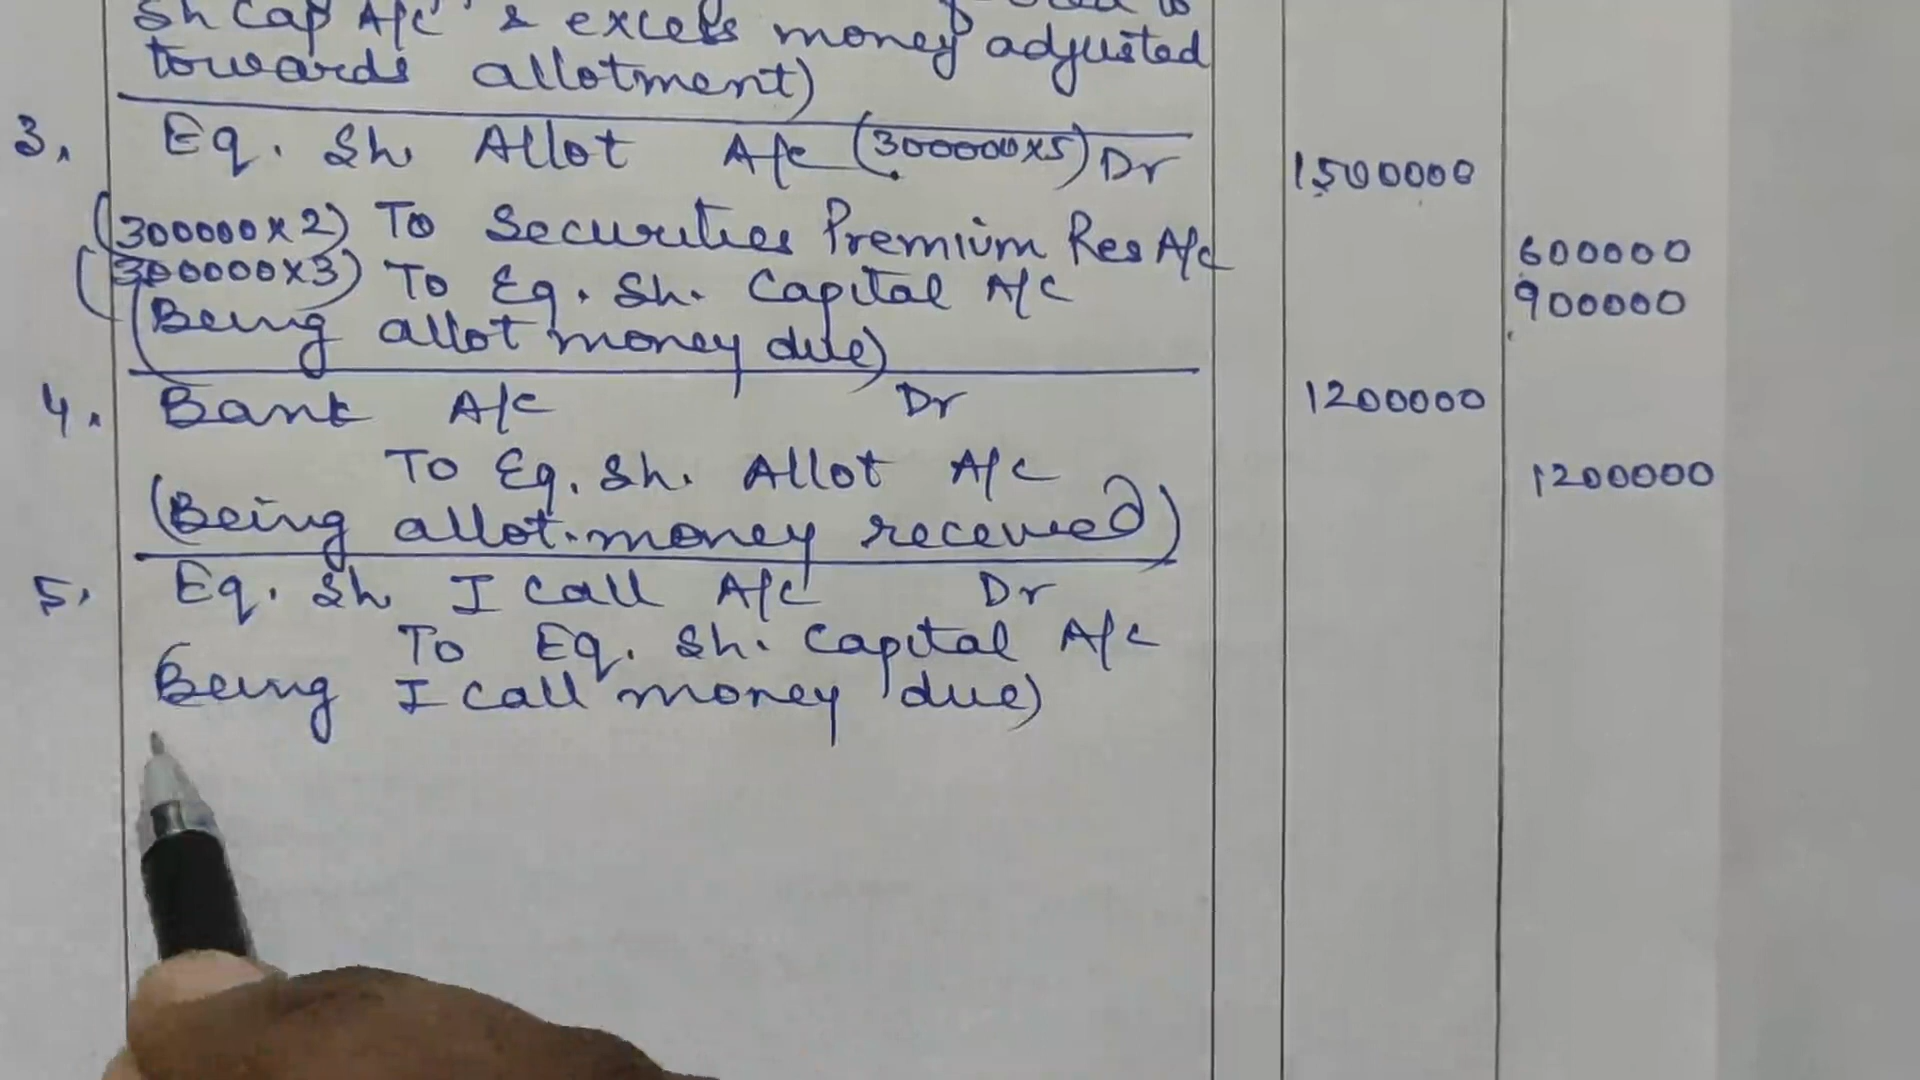 Sh Cap A/c & excess money adjusted
towards allotment)
3. Eq. Sh Allot A/c (300000x5) Dr 1500000
(300000x2) To Securities Premium Res A/c 600000
(300000x3) To Eq. Sh. Capital A/c 900000
(Being allot money due)
4. Bank A/c Dr 1200000
To Eq. Sh. Allot A/c 1200000
(Being allot.money received)
5. Eq. Sh I call A/c Dr
To Eq. Sh. Capital A/c
Being I call money due)